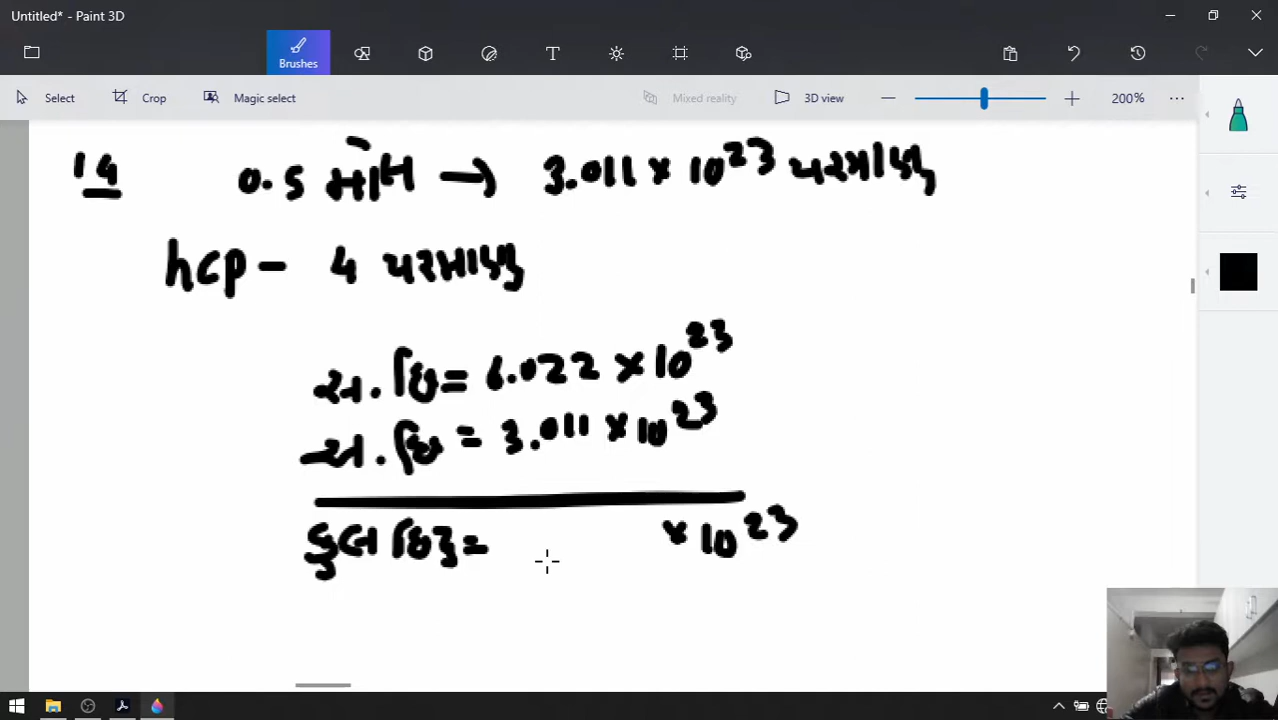 Untitled* - Paint 3D
Brushes
Select
Crop
Magic select
Mixed reality
3D view
200%
14
0.5 મોલ → 3.011 × 10²³ પરમાણુ
hcp - 4 પરમાણુ
સ. છિ = 6.022 × 10²³
ચ. છિ = 3.011 × 10²³
કુલ છિદ્ર = × 10²³